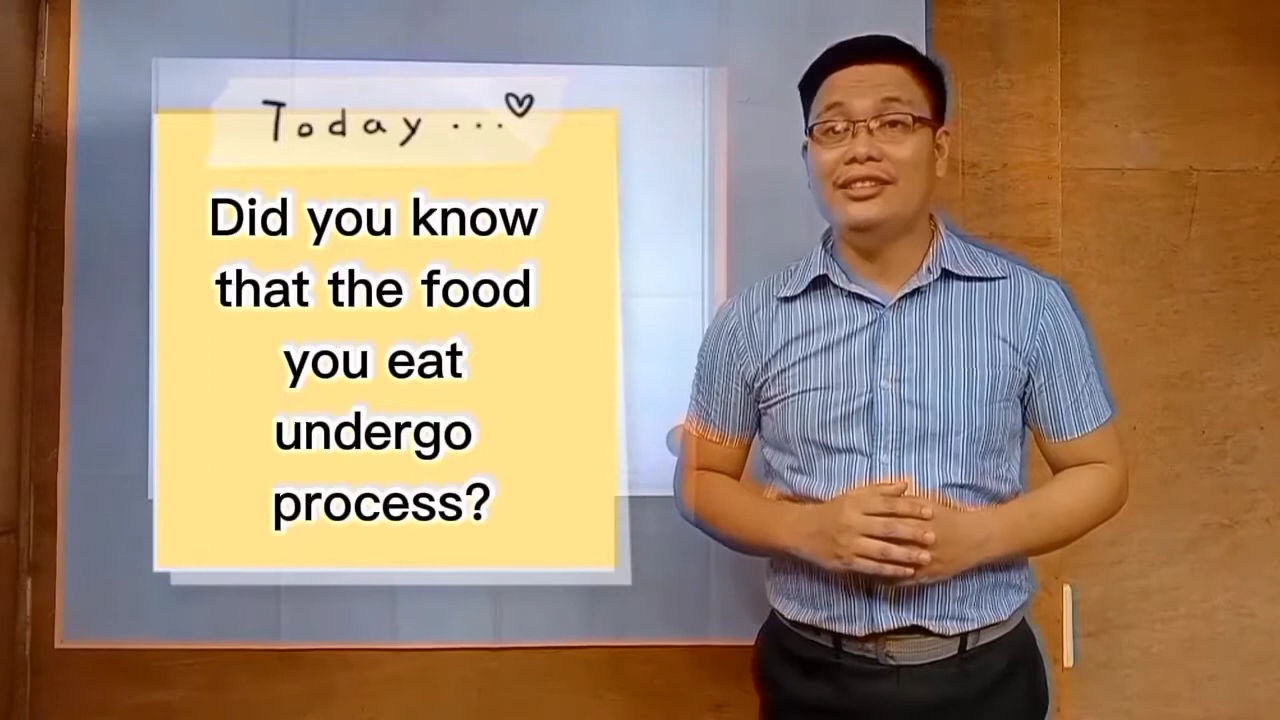 Today ...♡
Did you know
that the food
you eat
undergo
process?